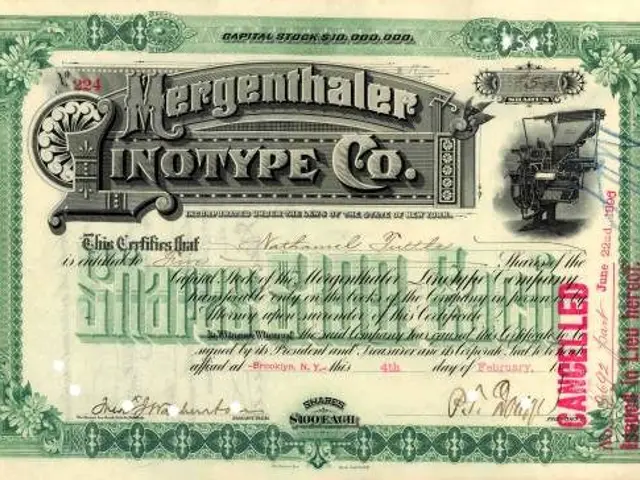 CAPITAL STOCK $10,000,000.
No 224
Mergenthaler
LINOTYPE CO.
SHARES
INCORPORATED UNDER THE LAWS OF THE STATE OF NEW YORK.
This Certifies that Nathaniel Tuttle
is entitled to Shares of the
Capital Stock of the Mergenthaler Linotype Company
transferable only on the books of the Company in person or by
Attorney upon surrender of this Certificate.
In Witness Whereof the said Company has caused this Certificate to be
signed by its President and Treasurer and its Corporate Seal to be
affixed at Brooklyn, N.Y. this 4th day of February,
SHARES
$100 EACH
CANCELLED
June 22nd